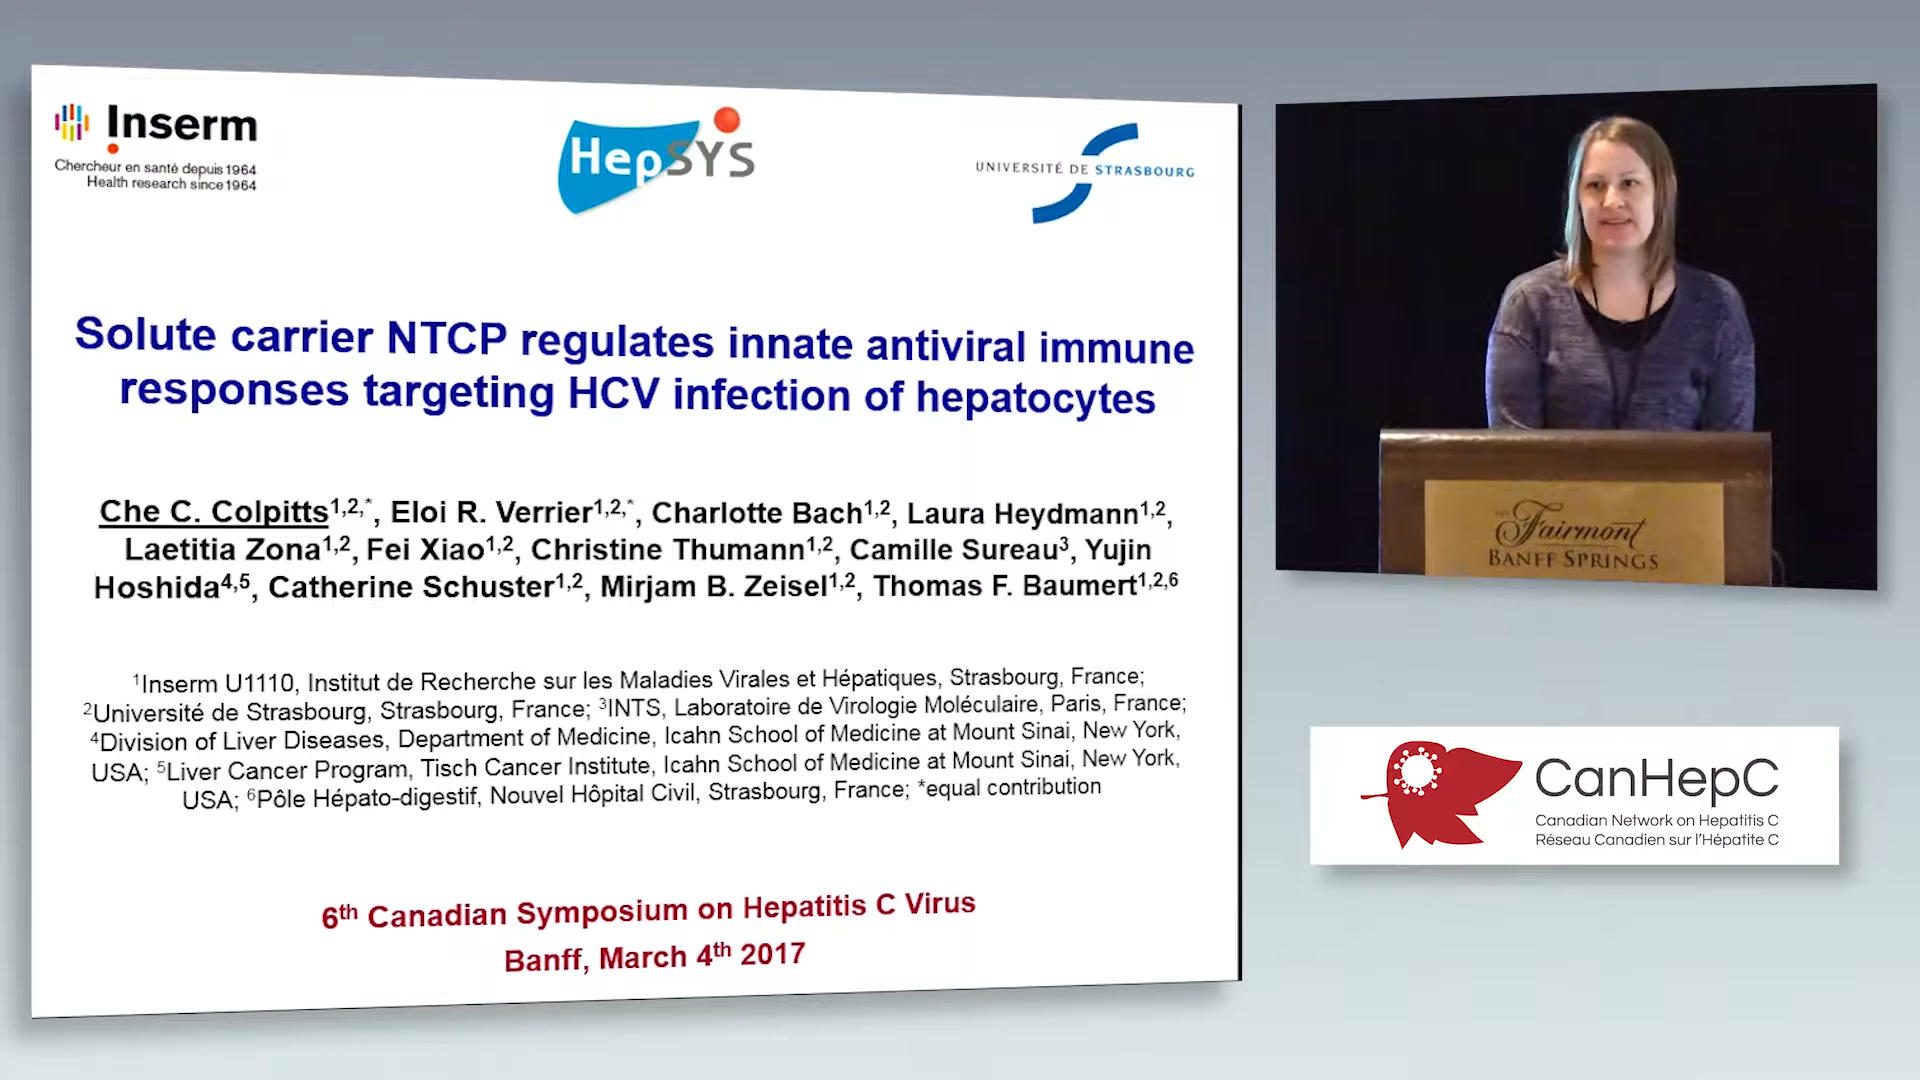 Inserm
Chercheur en santé depuis 1964
Health research since 1964
HepSYS
UNIVERSITÉ DE STRASBOURG
Solute carrier NTCP regulates innate antiviral immune
responses targeting HCV infection of hepatocytes
Che C. Colpitts1,2,*, Eloi R. Verrier1,2,*, Charlotte Bach1,2, Laura Heydmann1,2,
Laetitia Zona1,2, Fei Xiao1,2, Christine Thumann1,2, Camille Sureau3, Yujin
Hoshida4,5, Catherine Schuster1,2, Mirjam B. Zeisel1,2, Thomas F. Baumert1,2,6
1Inserm U1110, Institut de Recherche sur les Maladies Virales et Hépatiques, Strasbourg, France;
2Université de Strasbourg, Strasbourg, France; 3INTS, Laboratoire de Virologie Moléculaire, Paris, France;
4Division of Liver Diseases, Department of Medicine, Icahn School of Medicine at Mount Sinai, New York,
USA; 5Liver Cancer Program, Tisch Cancer Institute, Icahn School of Medicine at Mount Sinai, New York,
USA; 6Pôle Hépato-digestif, Nouvel Hôpital Civil, Strasbourg, France; *equal contribution
6th Canadian Symposium on Hepatitis C Virus
Banff, March 4th 2017
THE Fairmont
BANFF SPRINGS
CanHepC
Canadian Network on Hepatitis C
Réseau Canadien sur l'Hépatite C